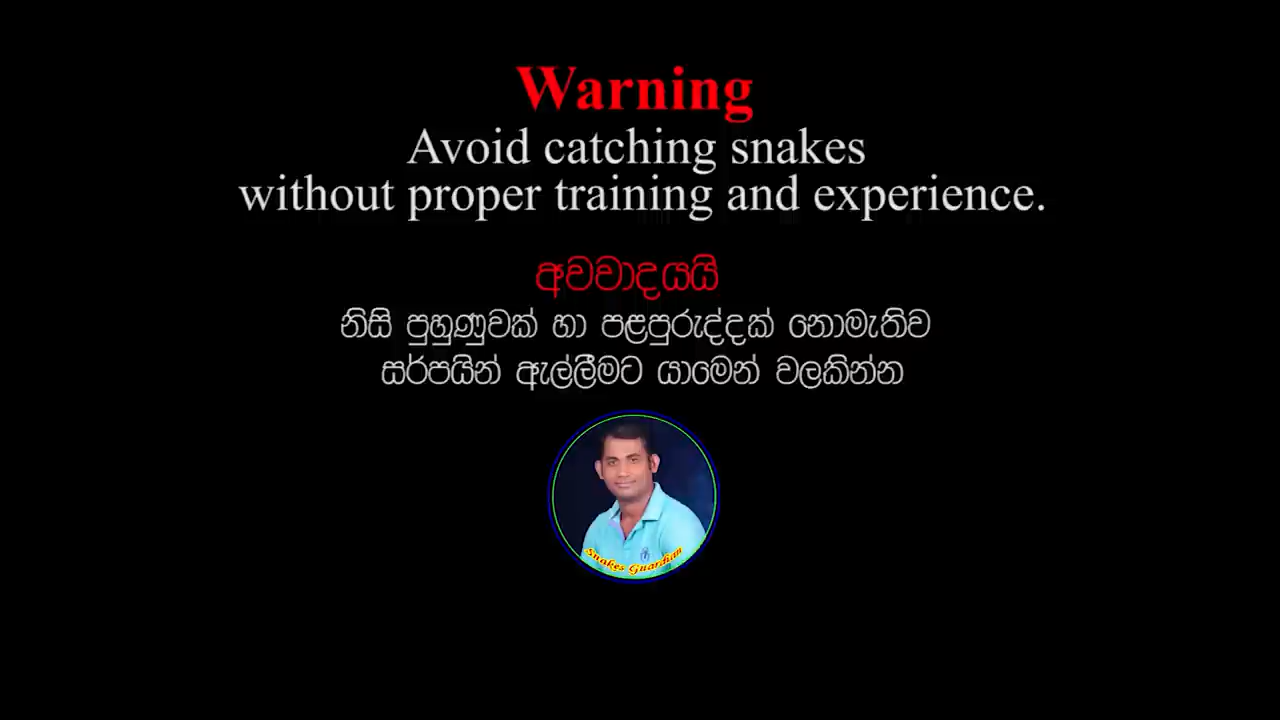 Warning
Avoid catching snakes
without proper training and experience.
අවවාදයයි
නිසි පුහුණුවක් හා පළපුරුද්දක් නොමැතිව
සර්පයින් ඇල්ලීමට යාමෙන් වලකින්න
Snakes Guardian